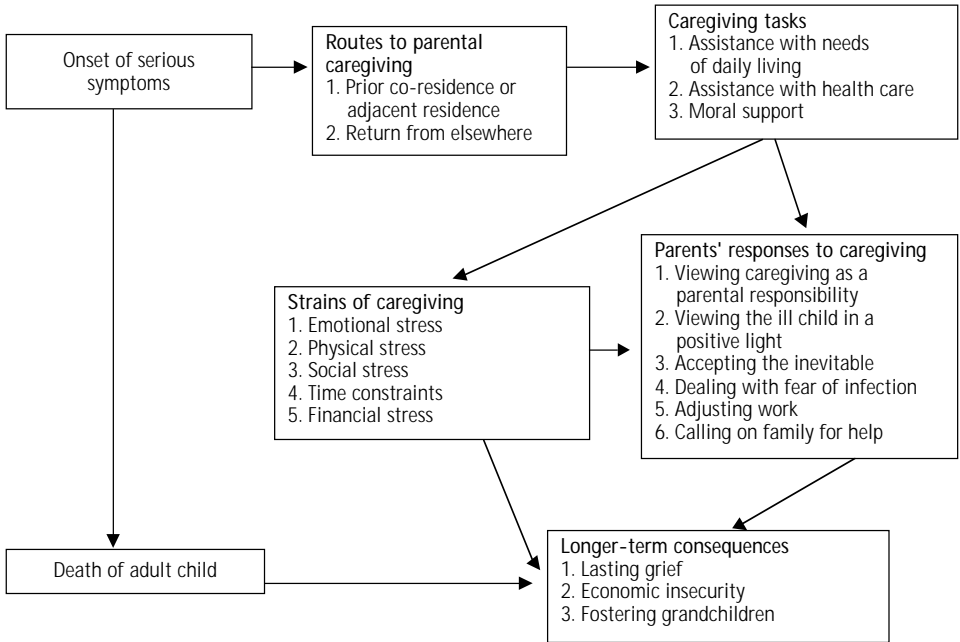 Onset of serious
symptoms
Routes to parental
caregiving
1. Prior co-residence or
adjacent residence
2. Return from elsewhere
Caregiving tasks
1. Assistance with needs
of daily living
2. Assistance with health care
3. Moral support
Strains of caregiving
1. Emotional stress
2. Physical stress
3. Social stress
4. Time constraints
5. Financial stress
Parents' responses to caregiving
1. Viewing caregiving as a
parental responsibility
2. Viewing the ill child in a
positive light
3. Accepting the inevitable
4. Dealing with fear of infection
5. Adjusting work
6. Calling on family for help
Death of adult child
Longer-term consequences
1. Lasting grief
2. Economic insecurity
3. Fostering grandchildren